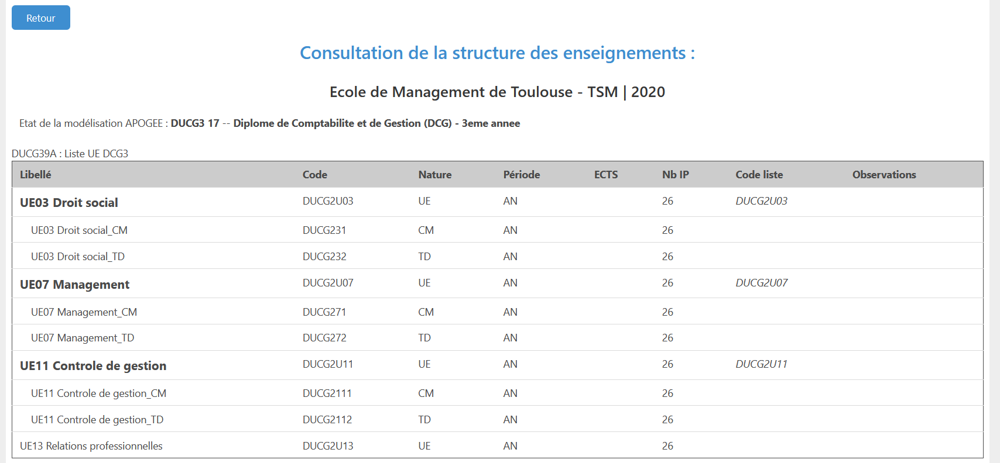 Retour
Consultation de la structure des enseignements :
Ecole de Management de Toulouse - TSM | 2020
Etat de la modélisation APOGEE : DUCG3 17 -- Diplome de Comptabilite et de Gestion (DCG) - 3eme annee
DUCG39A : Liste UE DCG3
Libellé Code Nature Période ECTS Nb IP Code liste Observations
UE03 Droit social DUCG2U03 UE AN 26 DUCG2U03
UE03 Droit social_CM DUCG231 CM AN 26
UE03 Droit social_TD DUCG232 TD AN 26
UE07 Management DUCG2U07 UE AN 26 DUCG2U07
UE07 Management_CM DUCG271 CM AN 26
UE07 Management_TD DUCG272 TD AN 26
UE11 Controle de gestion DUCG2U11 UE AN 26 DUCG2U11
UE11 Controle de gestion_CM DUCG2111 CM AN 26
UE11 Controle de gestion_TD DUCG2112 TD AN 26
UE13 Relations professionnelles DUCG2U13 UE AN 26